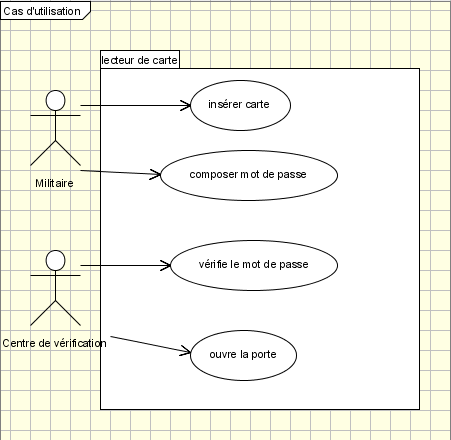 Cas d'utilisation
lecteur de carte
insérer carte
composer mot de passe
Militaire
vérifie le mot de passe
Centre de vérification
ouvre la porte